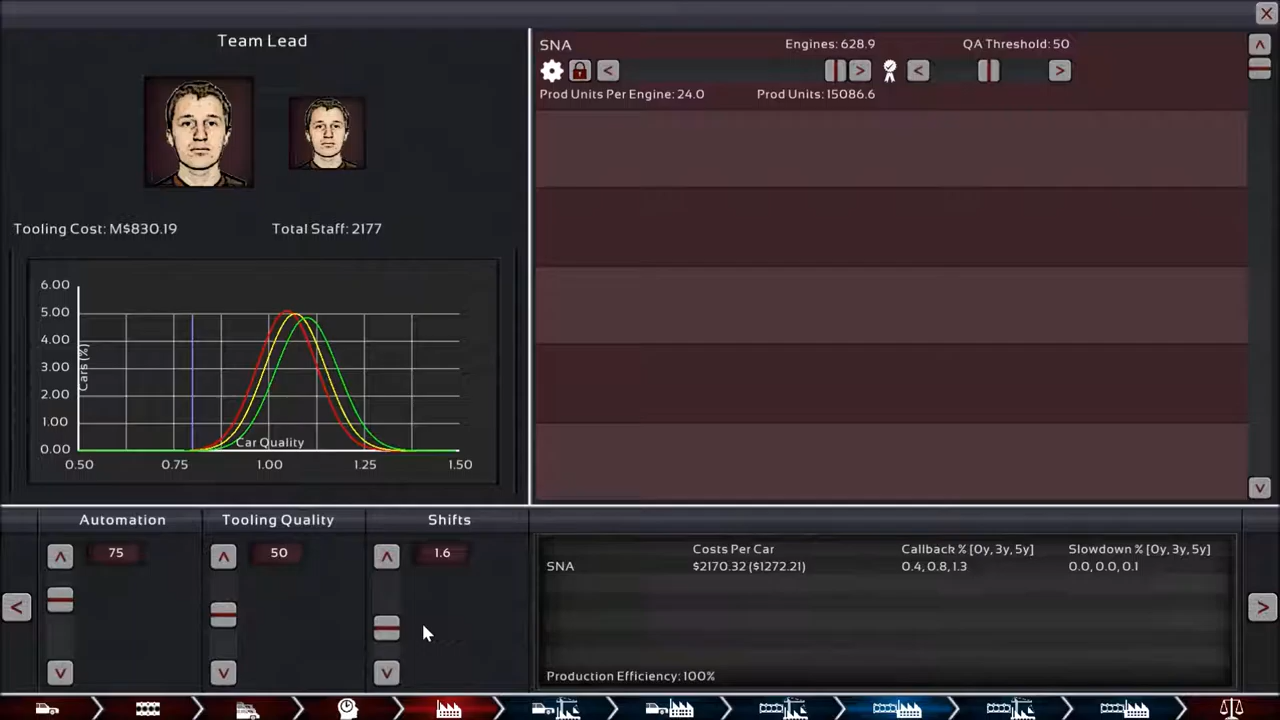 Team Lead
Tooling Cost: M$830.19 Total Staff: 2177
6.00
5.00
4.00
3.00
2.00
1.00
0.00
Cars (%)
Car Quality
0.50 0.75 1.00 1.25 1.50
SNA Engines: 628.9 QA Threshold: 50
Prod Units Per Engine: 24.0 Prod Units: 15086.6
Automation Tooling Quality Shifts
75 50 1.6
Costs Per Car Callback % [0y, 3y, 5y] Slowdown % [0y, 3y, 5y]
SNA $2170.32 ($1272.21) 0.4, 0.8, 1.3 0.0, 0.0, 0.1
Production Efficiency: 100%